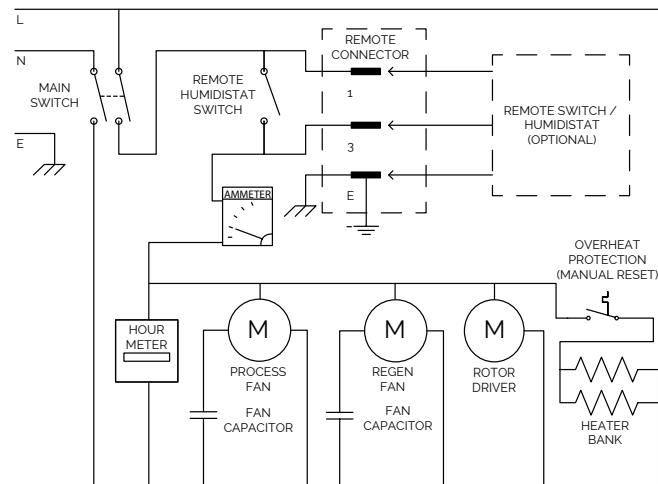 L
N
E
MAIN
SWITCH
REMOTE
HUMIDISTAT
SWITCH
REMOTE
CONNECTOR
1
3
E
REMOTE SWITCH /
HUMIDISTAT
(OPTIONAL)
AMMETER
OVERHEAT
PROTECTION
(MANUAL RESET)
HOUR
METER
M
PROCESS
FAN
FAN
CAPACITOR
M
REGEN
FAN
FAN
CAPACITOR
M
ROTOR
DRIVER
HEATER
BANK